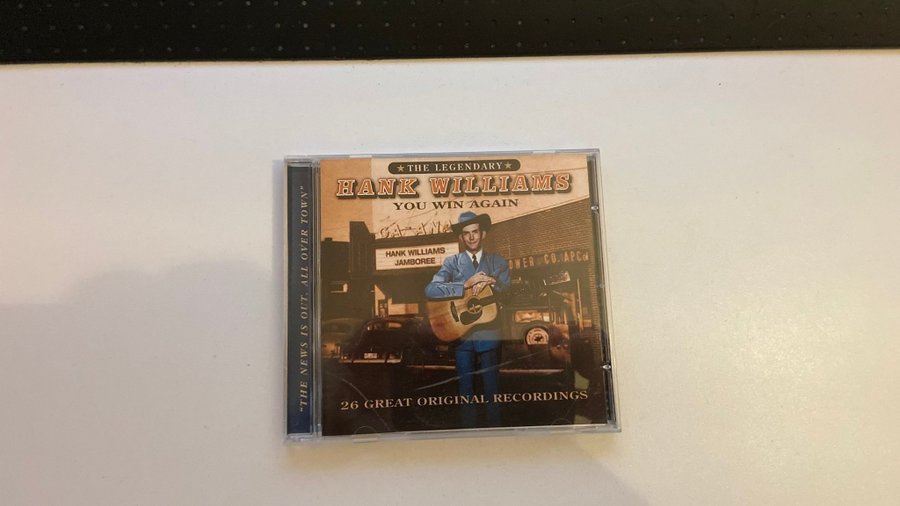 ★ THE LEGENDARY ★
HANK WILLIAMS
YOU WIN AGAIN
HANK WILLIAMS
JAMBOREE
26 GREAT ORIGINAL RECORDINGS
"THE NEWS IS OUT, ALL OVER TOWN"